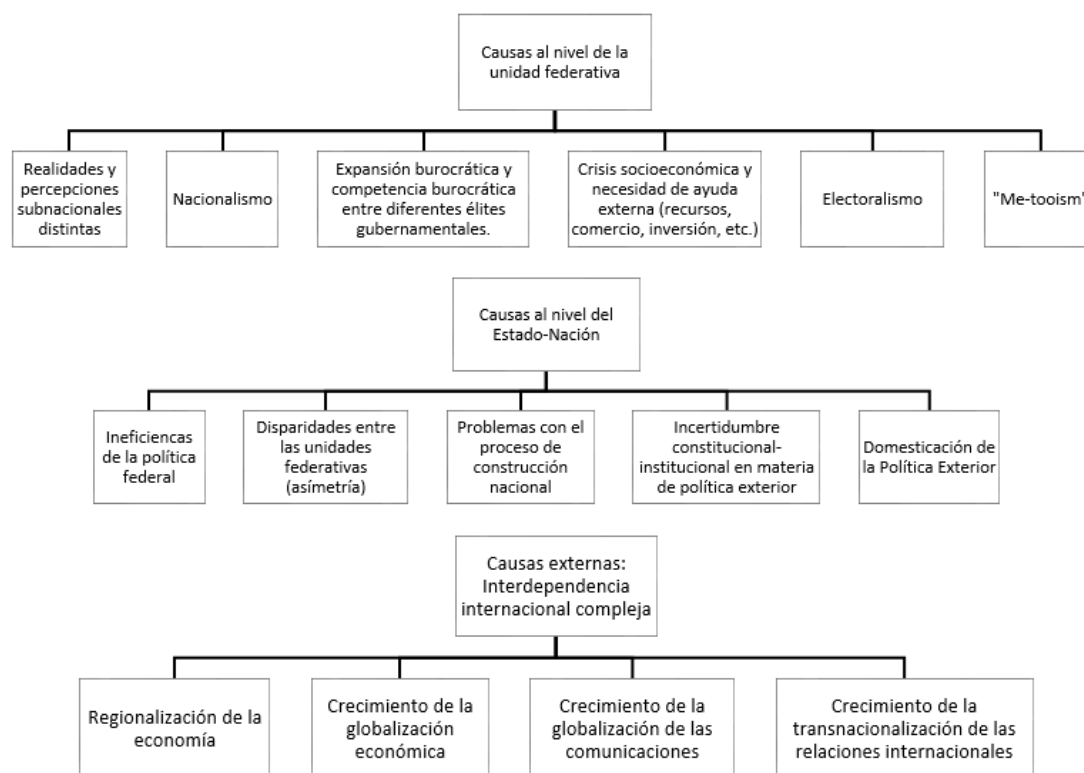 Causas al nivel de la
unidad federativa
Realidades y
percepciones
subnacionales
distintas
Nacionalismo
Expansión burocrática y
competencia burocrática
entre diferentes élites
gubernamentales.
Crisis socioeconómica y
necesidad de ayuda
externa (recursos,
comercio, inversión, etc.)
Electoralismo
"Me-tooism"
Causas al nivel del
Estado-Nación
Ineficiencas
de la política
federal
Disparidades entre
las unidades
federativas
(asímetría)
Problemas con el
proceso de
construcción
nacional
Incertidumbre
constitucional-
institucional en materia
de política exterior
Domesticación de
la Política Exterior
Causas externas:
Interdependencia
internacional compleja
Regionalización de la
economía
Crecimiento de la
globalización
económica
Crecimiento de la
globalización de las
comunicaciones
Crecimiento de la
transnacionalización de las
relaciones internacionales